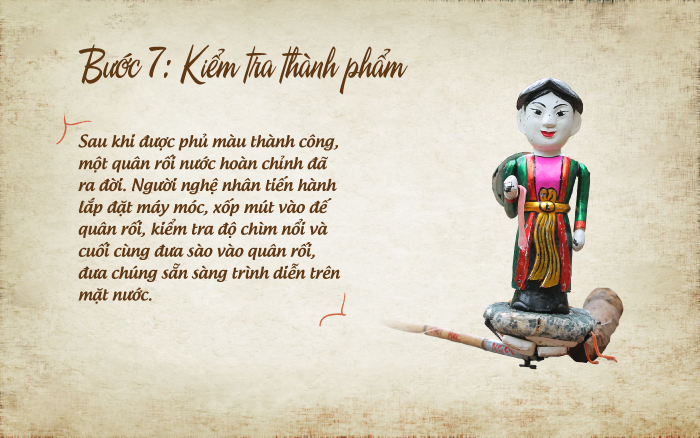 Bước 7: Kiểm tra thành phẩm
Sau khi được phủ màu thành công,
một quân rối nước hoàn chỉnh đã
ra đời. Người nghệ nhân tiến hành
lắp đặt máy móc, xốp mút vào đế
quân rối, kiểm tra độ chìm nổi và
cuối cùng đưa sào vào quân rối,
đưa chúng sẵn sàng trình diễn trên
mặt nước.